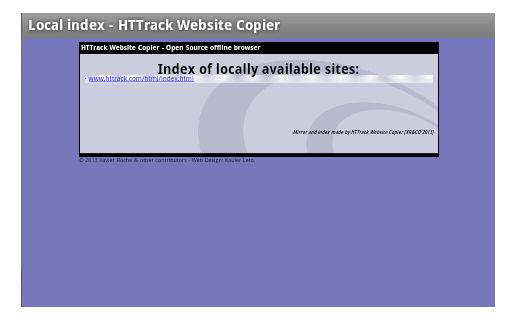 Local index - HTTrack Website Copier
HTTrack Website Copier - Open Source offline browser
Index of locally available sites:
· www.httrack.com/html/index.html
Mirror and index made by HTTrack Website Copier [XR&CO'2013]
© 2013 Xavier Roche & other contributors - Web Design: Kauler Leto.